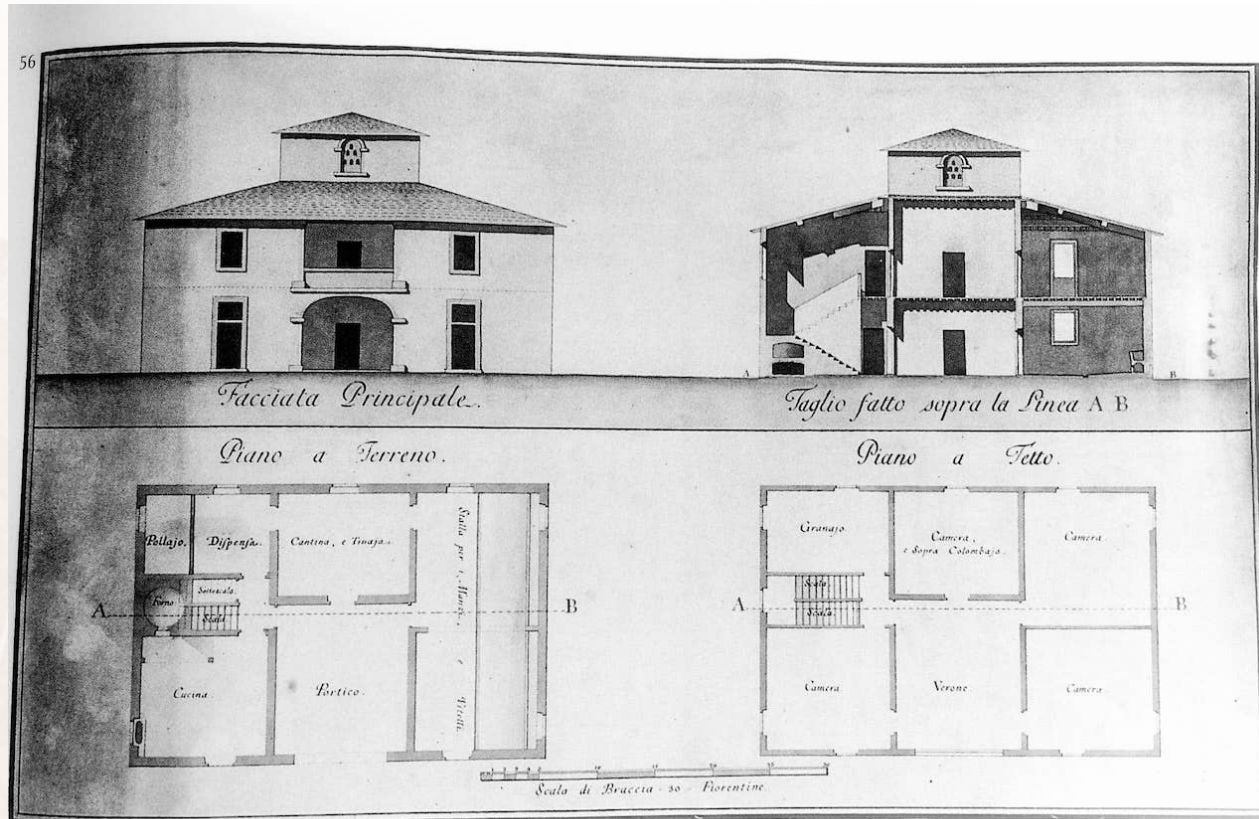 56
Facciata Principale.
A
B
Taglio fatto sopra la Linea A B
Piano a Terreno.
Pollajo.
Dispensa.
Cantina, e Tinaja.
Stalla per i Manzi, e Vitelli
Forno
Sottoscala.
Scala
A
B
Cucina.
Portico.
Piano a Tetto.
Granajo.
Camera,
e Sopra Colombaja.
Camera.
Scala
Scala
A
B
Camera
Verone.
Camera.
Scala di Braccia 30 Fiorentine.